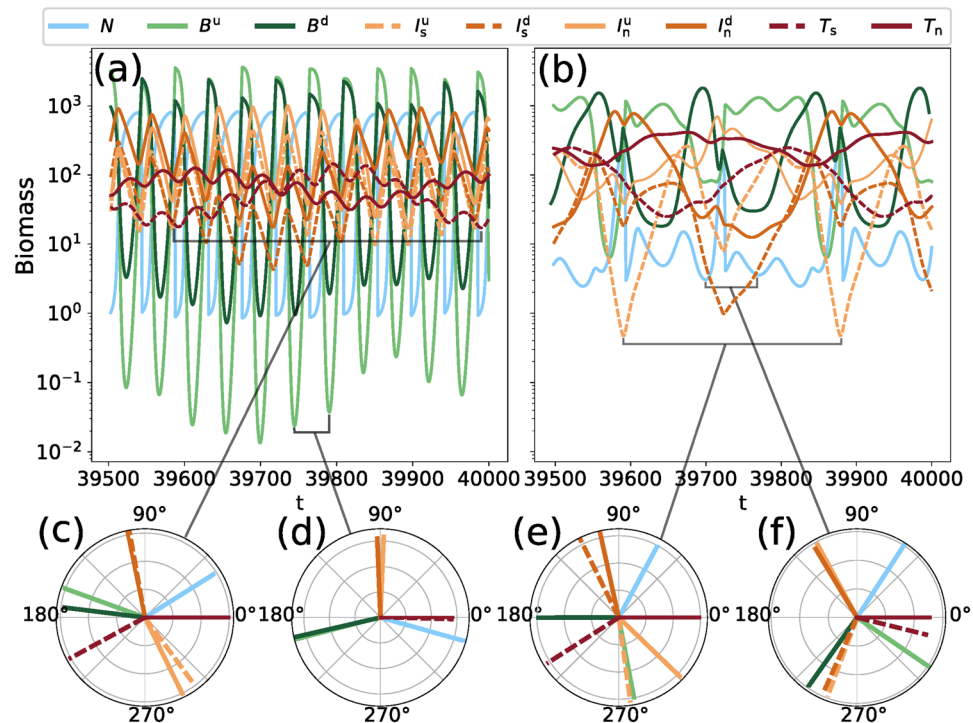 N B^u B^d I_s^u I_s^d I_n^u I_n^d T_s T_n
(a) (b)
Biomass
10^3
10^2
10^1
10^0
10^−1
10^−2
39500 39600 39700 39800 39900 40000
t
39500 39600 39700 39800 39900 40000
t
(c) 90° 180° 0° 270°
(d) 90° 180° 0° 270°
(e) 90° 180° 0° 270°
(f) 90° 180° 0° 270°